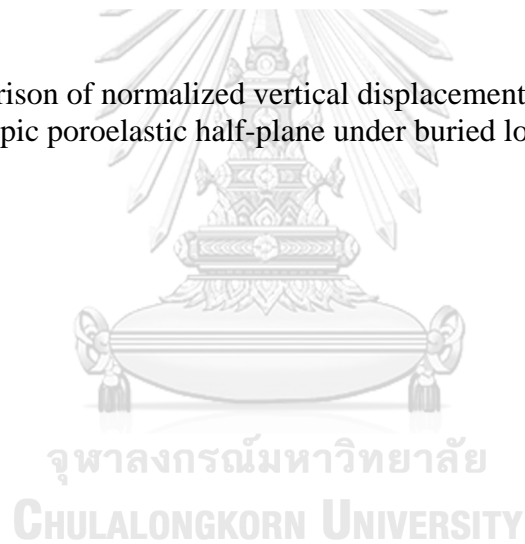 rison of normalized vertical displacement
pic poroelastic half-plane under buried lo
จุฬาลงกรณ์มหาวิทยาลัย
CHULALONGKORN UNIVERSITY